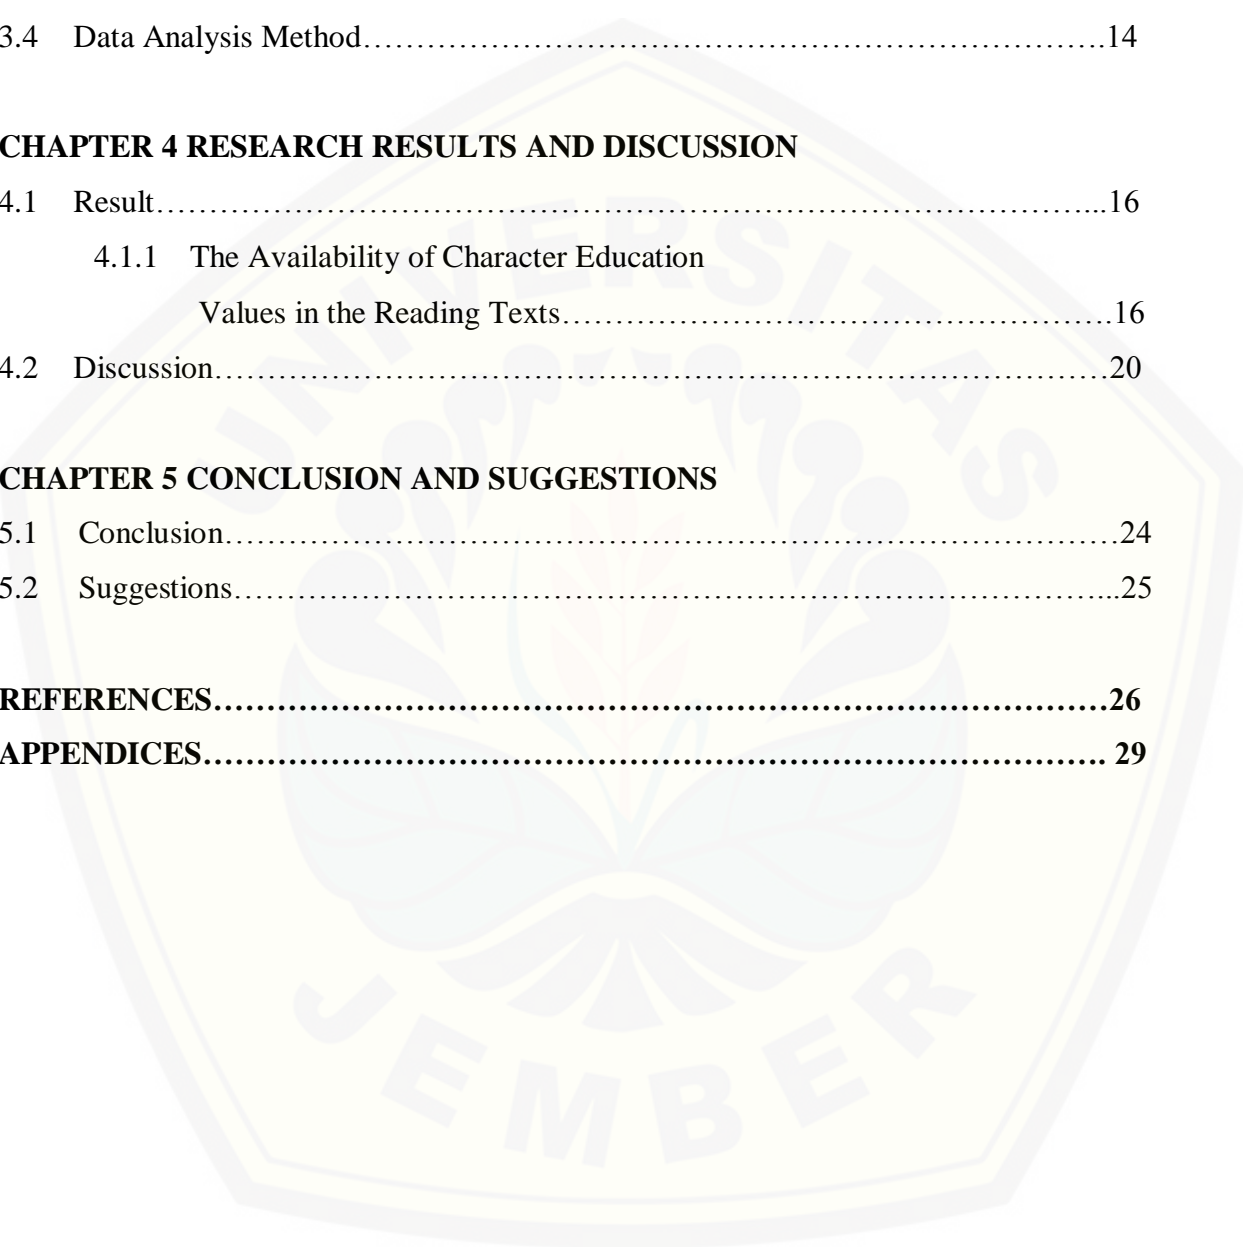 3.4 Data Analysis Method…………………………………………………………….14
CHAPTER 4 RESEARCH RESULTS AND DISCUSSION
4.1 Result……………………………………………………………………………...16
4.1.1 The Availability of Character Education
Values in the Reading Texts…………………………………………….16
4.2 Discussion…………………………………………………………………………20
CHAPTER 5 CONCLUSION AND SUGGESTIONS
5.1 Conclusion…………………………………………………………………………24
5.2 Suggestions………………………………………………………………………...25
REFERENCES…………………………………………………………………………26
APPENDICES…………………………………………………………………………. 29
UNIVERSITAS
JEMBER